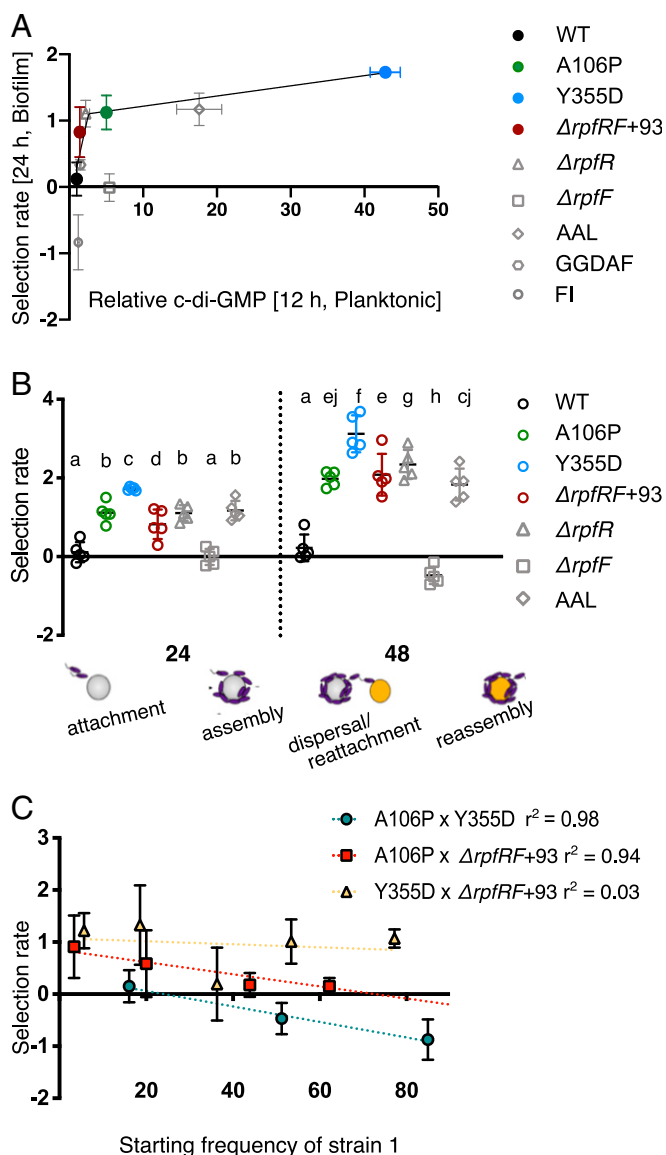 A
Selection rate [24 h, Biofilm]
2
1
0
-1
-2
10
20
30
40
50
Relative c-di-GMP [12 h, Planktonic]
WT
A106P
Y355D
ΔrpfRF+93
ΔrpfR
ΔrpfF
AAL
GGDAF
FI
B
Selection rate
4
2
0
-2
a
b
c
d
b
a
b
a
ej
f
e
g
h
cj
24
48
attachment
assembly
dispersal/
reattachment
reassembly
WT
A106P
Y355D
ΔrpfRF+93
ΔrpfR
ΔrpfF
AAL
C
A106P x Y355D r² = 0.98
A106P x ΔrpfRF+93 r² = 0.94
Y355D x ΔrpfRF+93 r² = 0.03
Selection rate
3
2
1
0
-1
-2
20
40
60
80
Starting frequency of strain 1